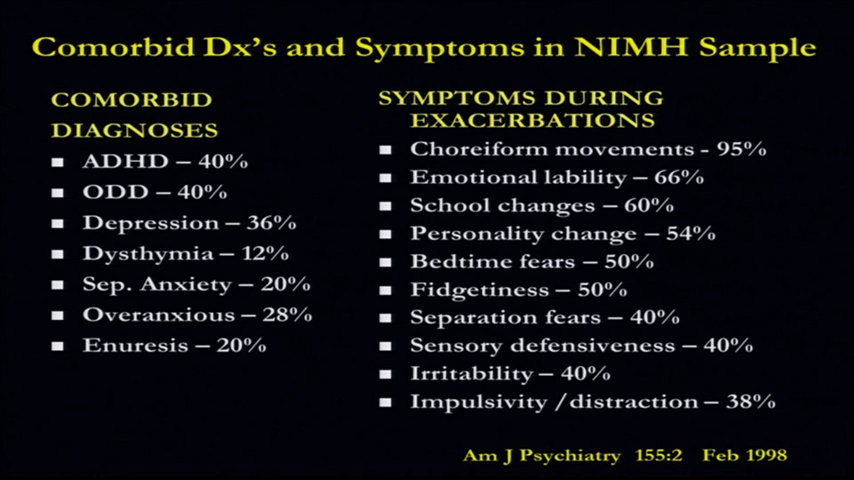 Comorbid Dx's and Symptoms in NIMH Sample
COMORBID
DIAGNOSES
ADHD – 40%
ODD – 40%
Depression – 36%
Dysthymia – 12%
Sep. Anxiety – 20%
Overanxious – 28%
Enuresis – 20%
SYMPTOMS DURING
EXACERBATIONS
Choreiform movements - 95%
Emotional lability – 66%
School changes – 60%
Personality change – 54%
Bedtime fears – 50%
Fidgetiness – 50%
Separation fears – 40%
Sensory defensiveness – 40%
Irritability – 40%
Impulsivity /distraction – 38%
Am J Psychiatry 155:2 Feb 1998